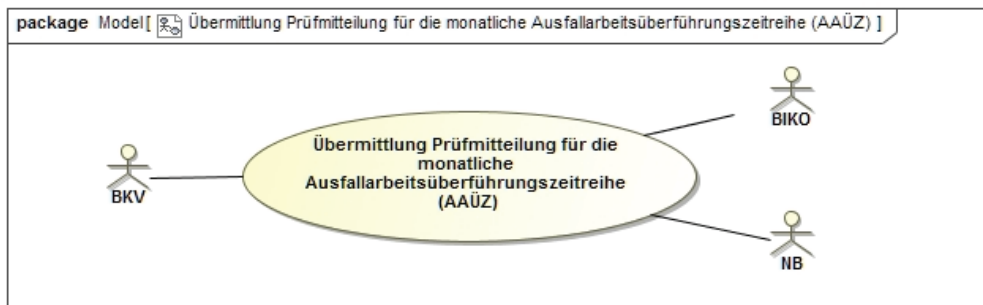 package Model [ Übermittlung Prüfmitteilung für die monatliche Ausfallarbeitsüberführungszeitreihe (AAÜZ) ]
BIKO
Übermittlung Prüfmitteilung für die
monatliche
Ausfallarbeitsüberführungszeitreihe
(AAÜZ)
BKV
NB